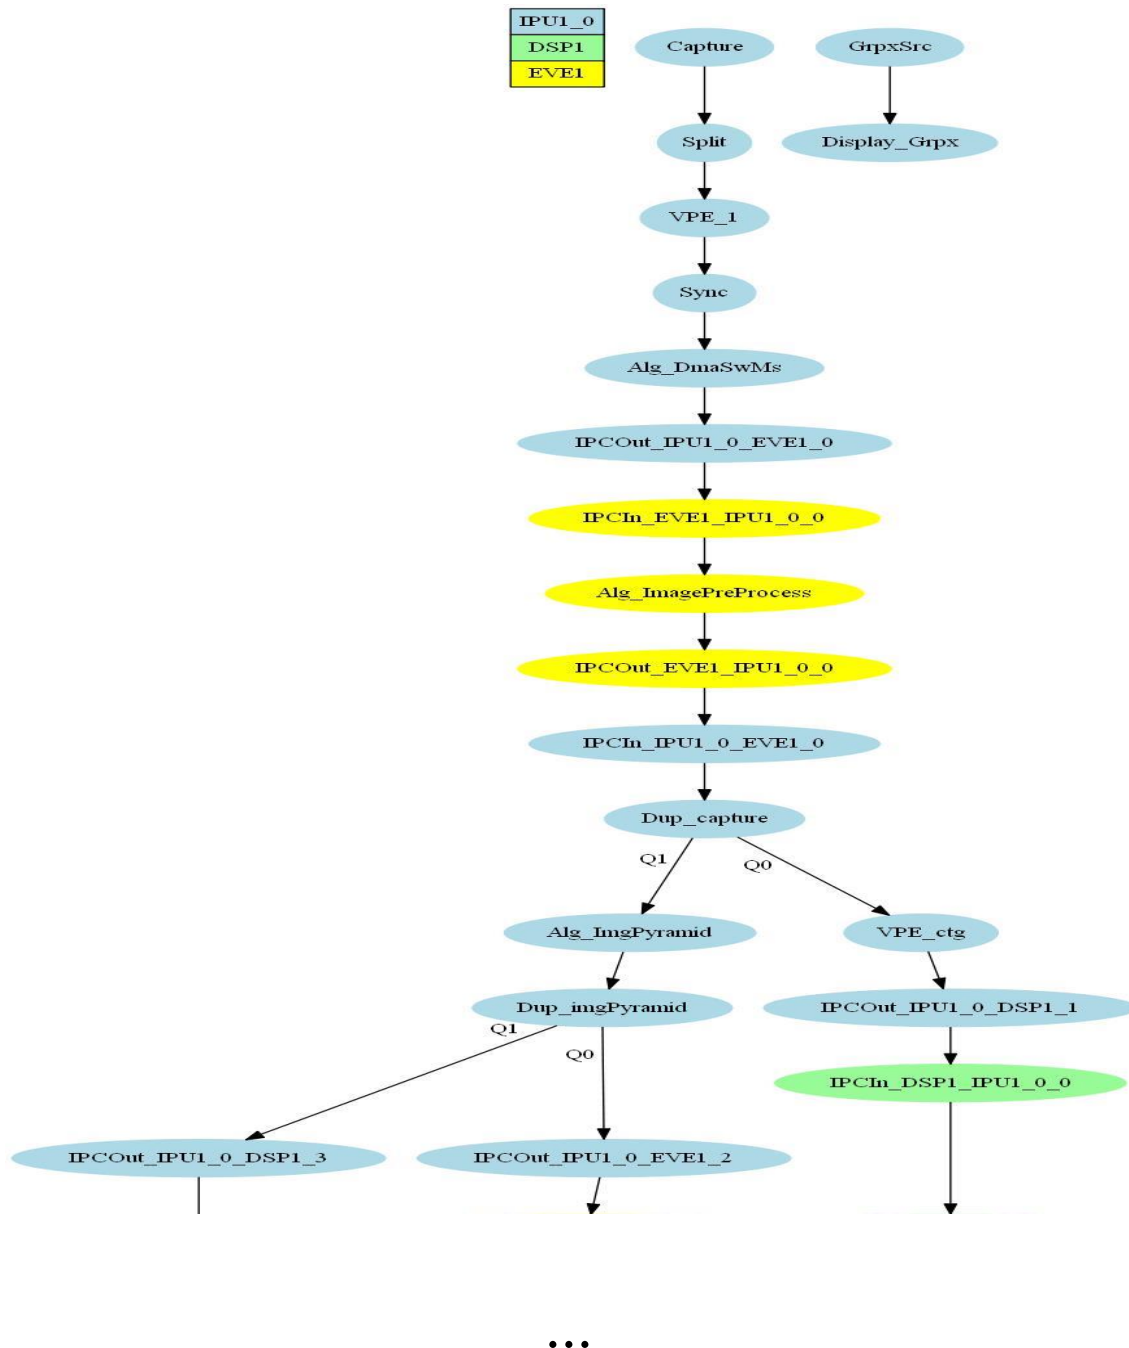 IPU1_0
DSP1
EVE1
Capture
GrpxSrc
Split
Display_Grpx
VPE_1
Sync
Alg_DmaSwMs
IPCOut_IPU1_0_EVE1_0
IPCIn_EVE1_IPU1_0_0
Alg_ImagePreProcess
IPCOut_EVE1_IPU1_0_0
IPCIn_IPU1_0_EVE1_0
Dup_capture
Q1
Q0
Alg_ImgPyramid
VPE_ctg
Dup_imgPyramid
IPCOut_IPU1_0_DSP1_1
Q1
Q0
IPCIn_DSP1_IPU1_0_0
IPCOut_IPU1_0_DSP1_3
IPCOut_IPU1_0_EVE1_2
...